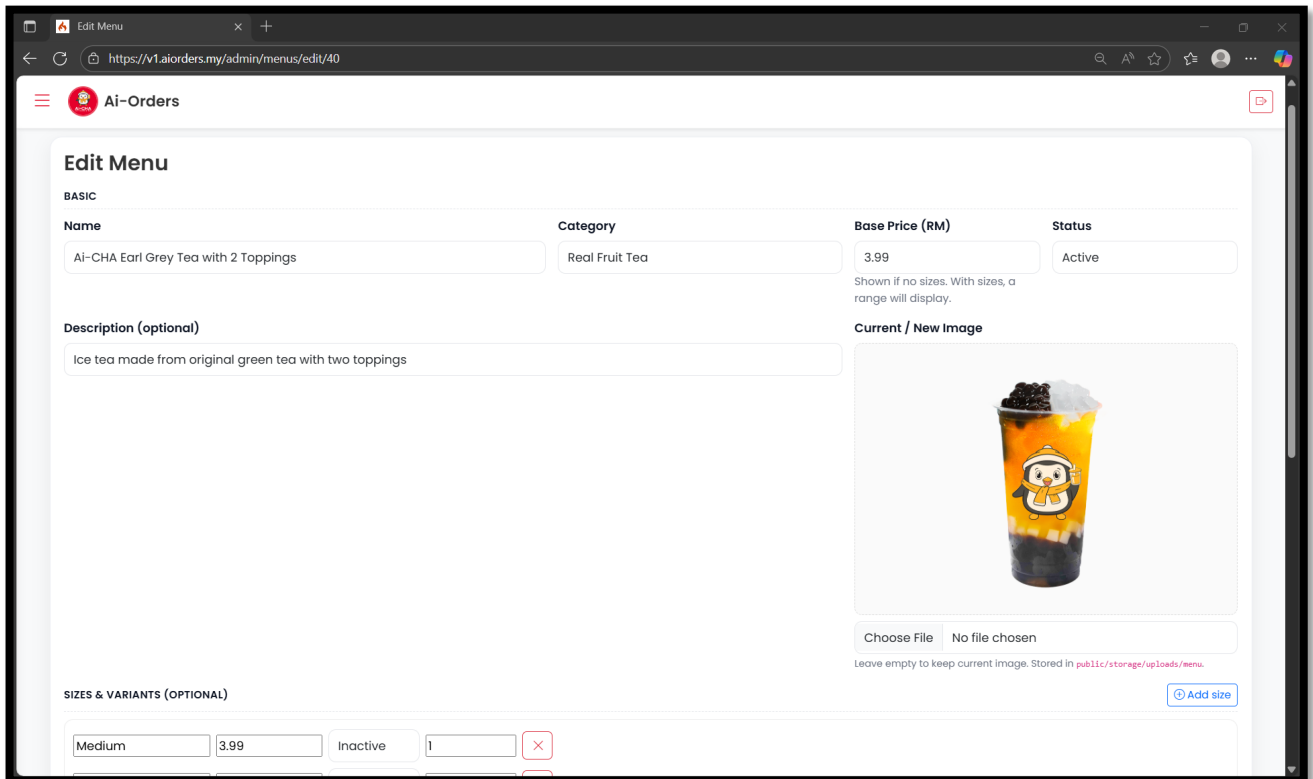 Edit Menu
https://v1.aiorders.my/admin/menus/edit/40
Ai-CHA
Ai-Orders
Edit Menu
BASIC
Name
Category
Base Price (RM)
Status
Ai-CHA Earl Grey Tea with 2 Toppings
Real Fruit Tea
3.99
Active
Shown if no sizes. With sizes, a
range will display.
Description (optional)
Current / New Image
Ice tea made from original green tea with two toppings
Choose File No file chosen
Leave empty to keep current image. Stored in public/storage/uploads/menu.
SIZES & VARIANTS (OPTIONAL)
Add size
Medium
3.99
Inactive
1